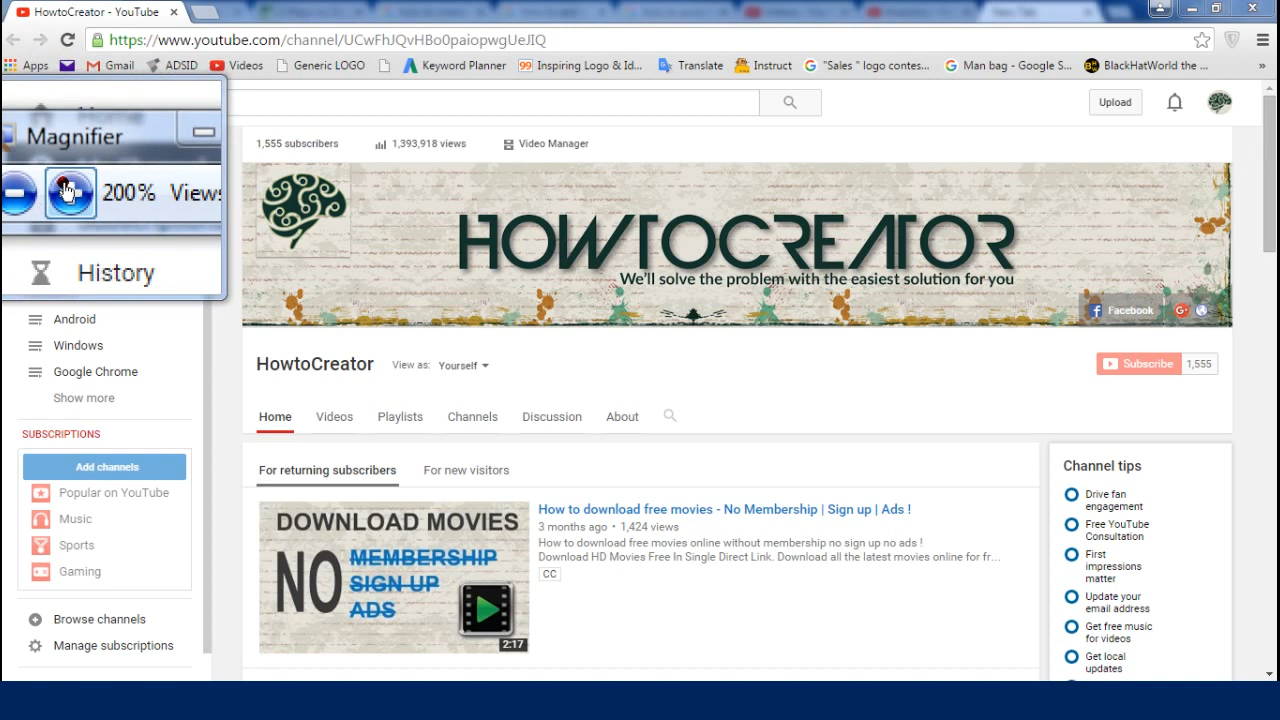 HowtoCreator - YouTube
https://www.youtube.com/channel/UCwFhJQvHBo0paiopwgUeJIQ
Apps Gmail ADSID Videos Generic LOGO Keyword Planner 99 Inspiring Logo & Id... Translate Instruct "Sales " logo contes... Man bag - Google S... BlackHatWorld the ... »
Home
Magnifier
200% Views
History
Upload
1,555 subscribers 1,393,918 views Video Manager
HOWTOCREATOR
We'll solve the problem with the easiest solution for you
Facebook
Android
Windows
Google Chrome
Show more
SUBSCRIPTIONS
Add channels
Popular on YouTube
Music
Sports
Gaming
Browse channels
Manage subscriptions
HowtoCreator View as: Yourself
Subscribe 1,555
Home Videos Playlists Channels Discussion About
For returning subscribers For new visitors
DOWNLOAD MOVIES
NO MEMBERSHIP
SIGN UP
ADS
2:17
How to download free movies - No Membership | Sign up | Ads !
3 months ago • 1,424 views
How to download free movies online without membership no sign up no ads !
Download HD Movies Free In Single Direct Link. Download all the latest movies online for fr...
CC
Channel tips
Drive fan
engagement
Free YouTube
Consultation
First
impressions
matter
Update your
email address
Get free music
for videos
Get local
updates